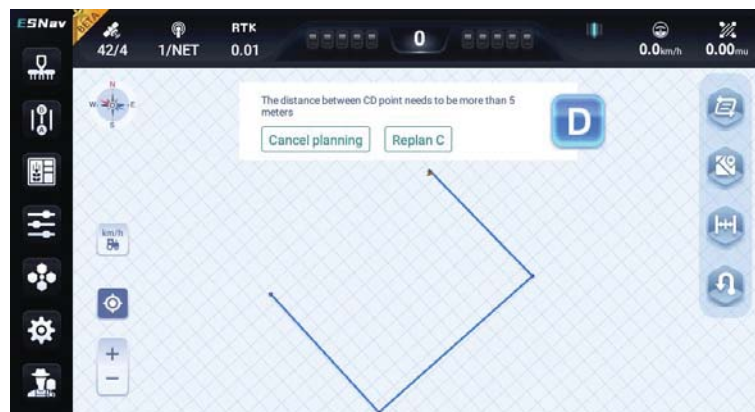 ESNav
BETA
42/4
1/NET
RTK
0.01
0
0.0km/h
0.00mu
N
W
E
S
The distance between CD point needs to be more than 5
meters
Cancel planning
Replan C
D
km/h
+
−